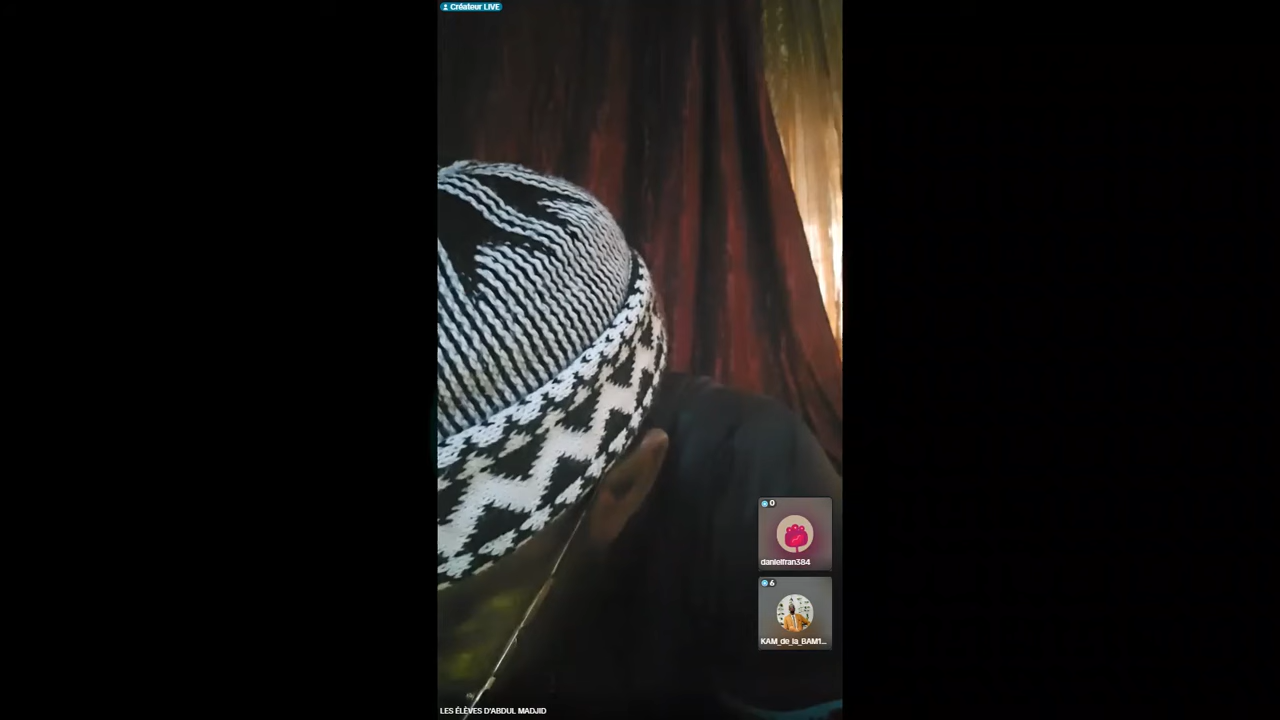 Créateur LIVE
0
danielfran384
6
KAM_de_la_BAM1...
LES ÉLÈVES D'ABDUL MADJID